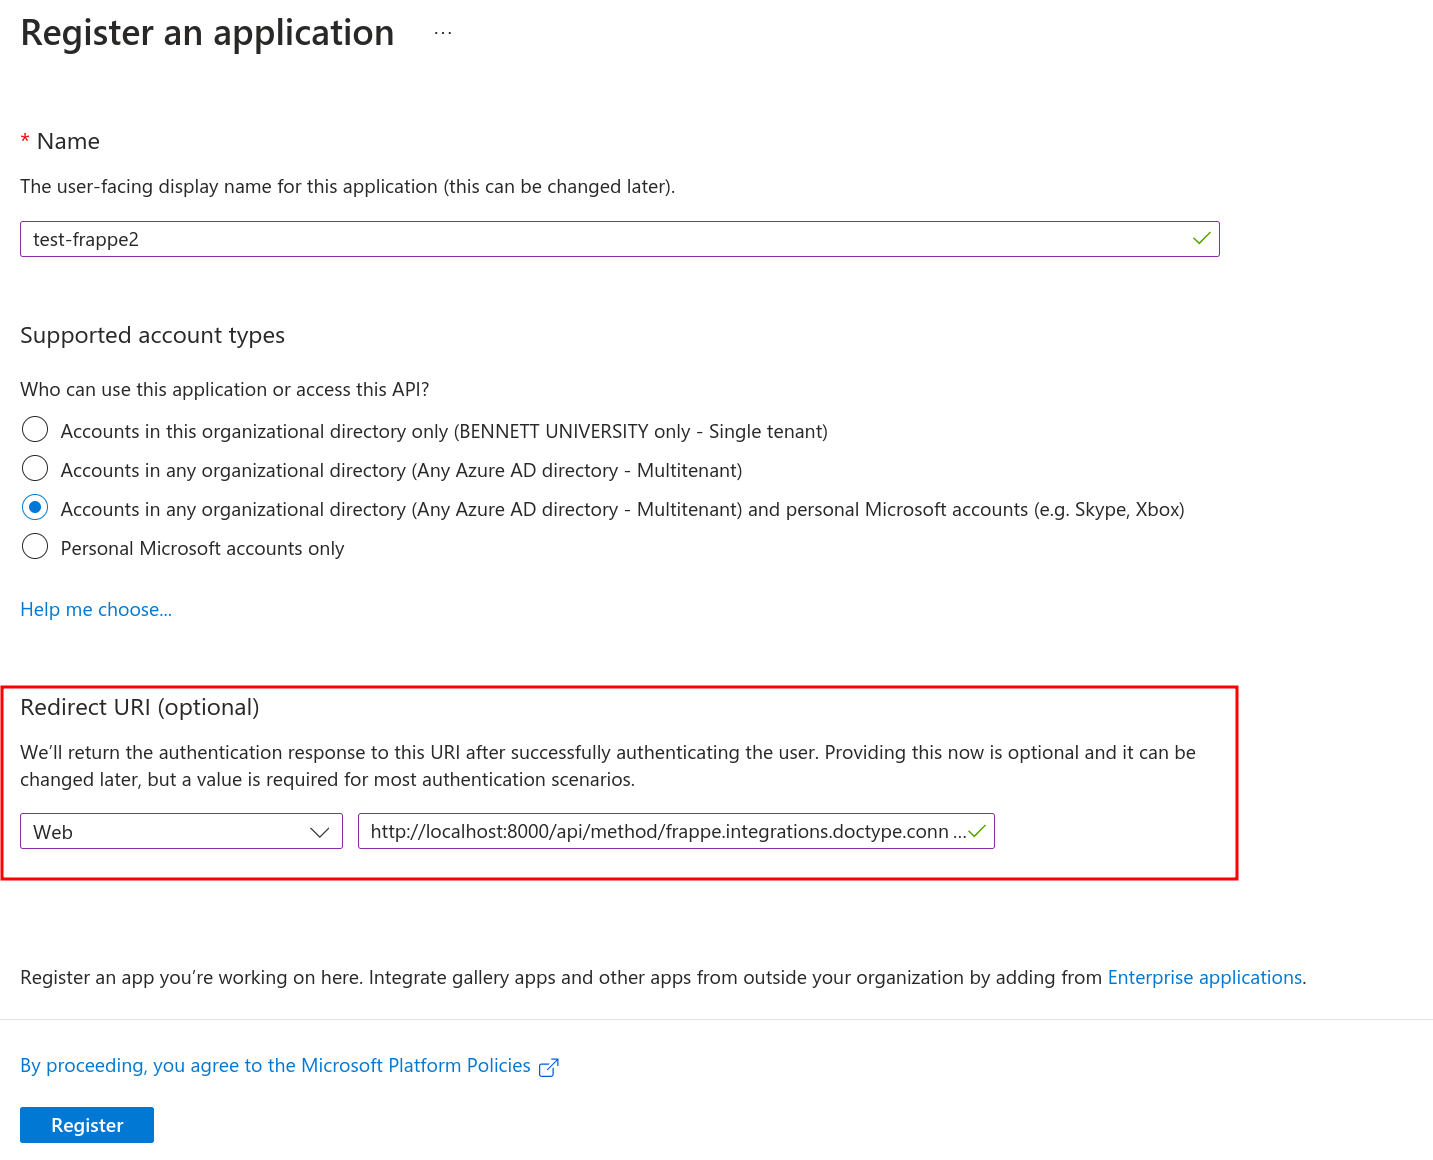 Register an application ...
* Name
The user-facing display name for this application (this can be changed later).
test-frappe2
Supported account types
Who can use this application or access this API?
Accounts in this organizational directory only (BENNETT UNIVERSITY only - Single tenant)
Accounts in any organizational directory (Any Azure AD directory - Multitenant)
Accounts in any organizational directory (Any Azure AD directory - Multitenant) and personal Microsoft accounts (e.g. Skype, Xbox)
Personal Microsoft accounts only
Help me choose...
Redirect URI (optional)
We’ll return the authentication response to this URI after successfully authenticating the user. Providing this now is optional and it can be
changed later, but a value is required for most authentication scenarios.
Web http://localhost:8000/api/method/frappe.integrations.doctype.conn ...
Register an app you’re working on here. Integrate gallery apps and other apps from outside your organization by adding from Enterprise applications.
By proceeding, you agree to the Microsoft Platform Policies
Register